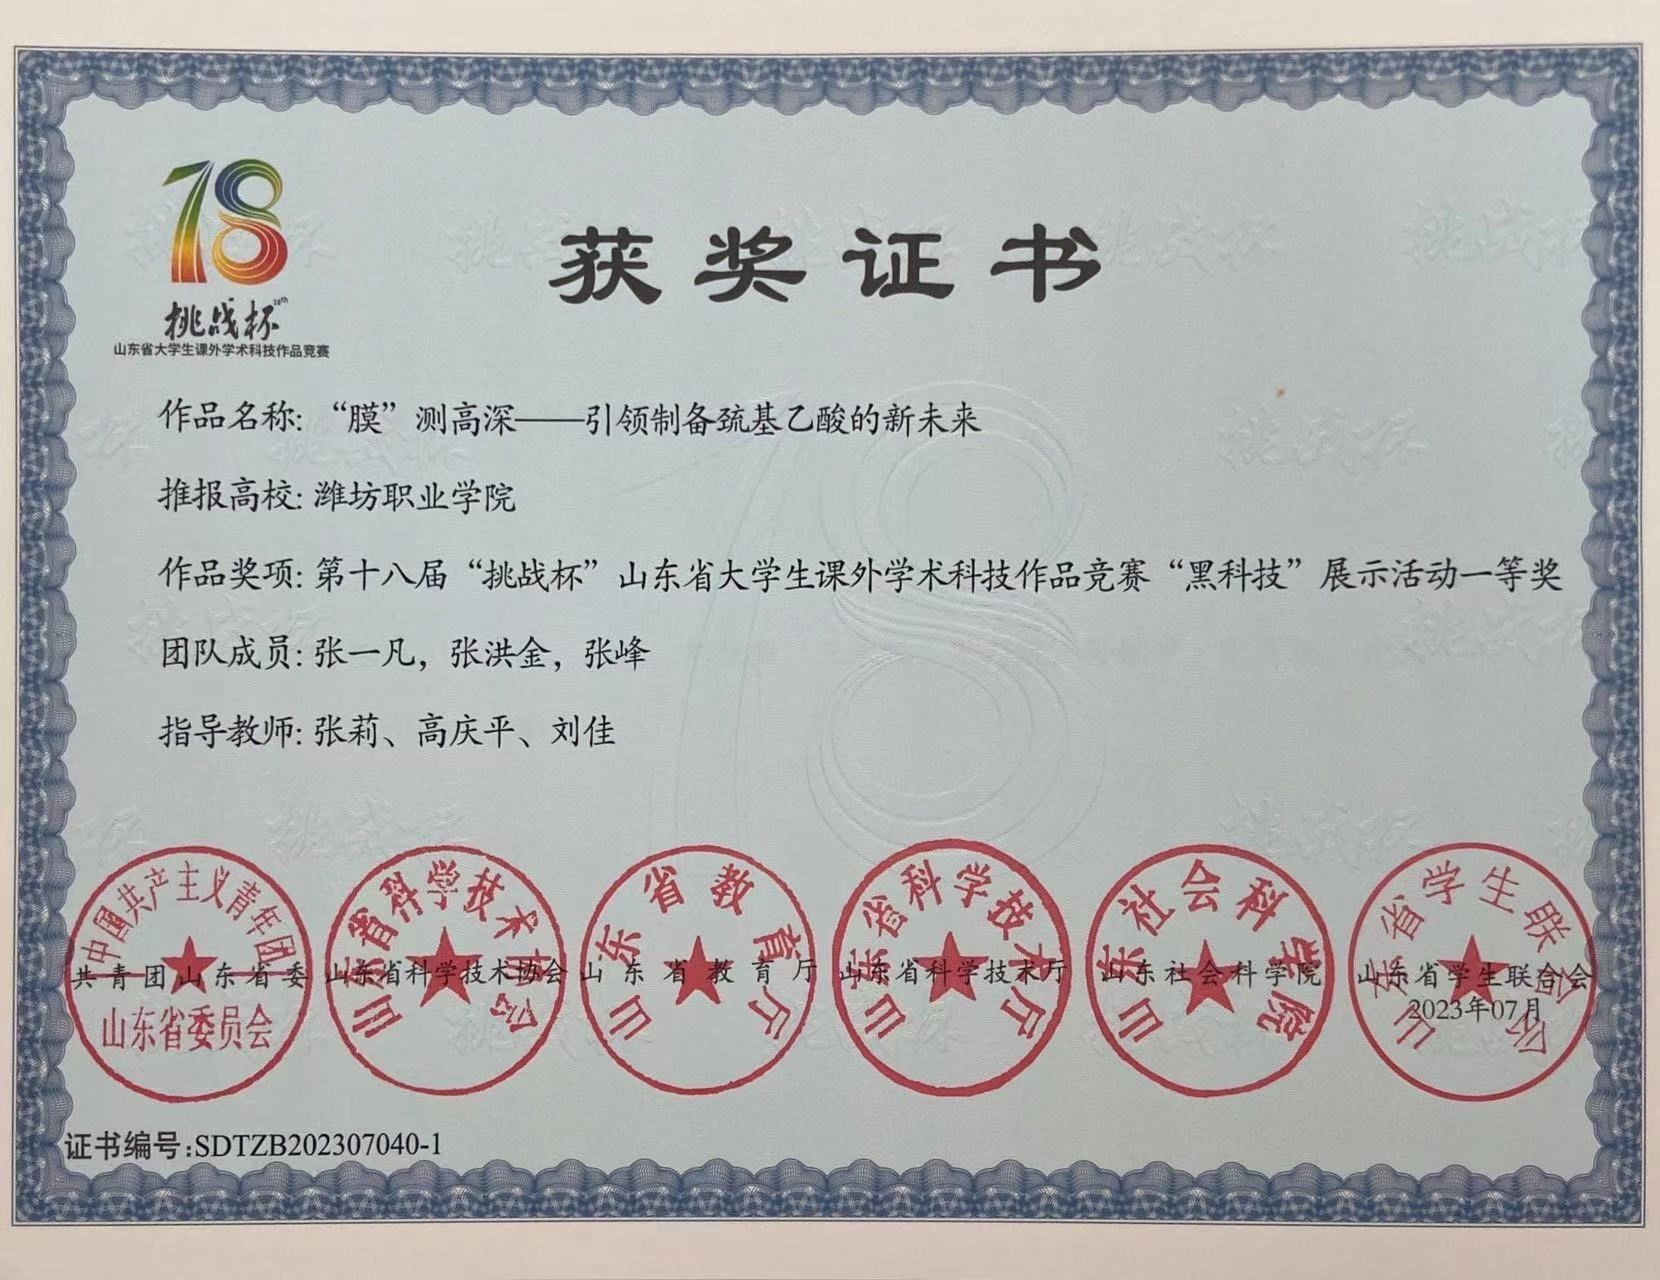 18
挑战杯 18th
山东省大学生课外学术科技作品竞赛
获奖证书
作品名称:“膜”测高深——引领制备巯基乙酸的新未来
推报高校:潍坊职业学院
作品奖项:第十八届“挑战杯”山东省大学生课外学术科技作品竞赛“黑科技”展示活动一等奖
团队成员:张一凡，张洪金，张峰
指导教师:张莉、高庆平、刘佳
中国共产主义青年团
山东省委员会
山东省科学技术协会
山东省教育厅
山东省科学技术厅
山东社会科学院
山东省学生联合会
共青团山东省委 山东省科学技术协会 山东省教育厅 山东省科学技术厅 山东社会科学院 山东省学生联合会
2023年07月
证书编号:SDTZB202307040-1